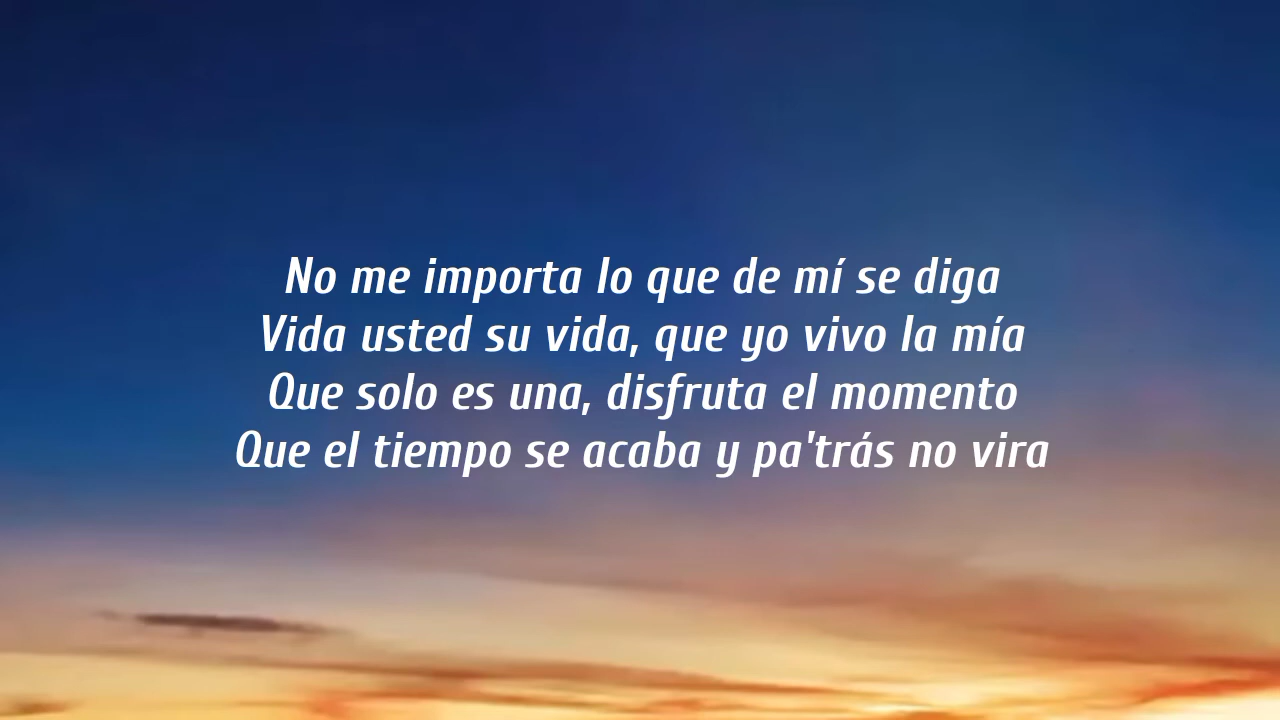 No me importa lo que de mí se diga
Vida usted su vida, que yo vivo la mía
Que solo es una, disfruta el momento
Que el tiempo se acaba y pa'trás no vira